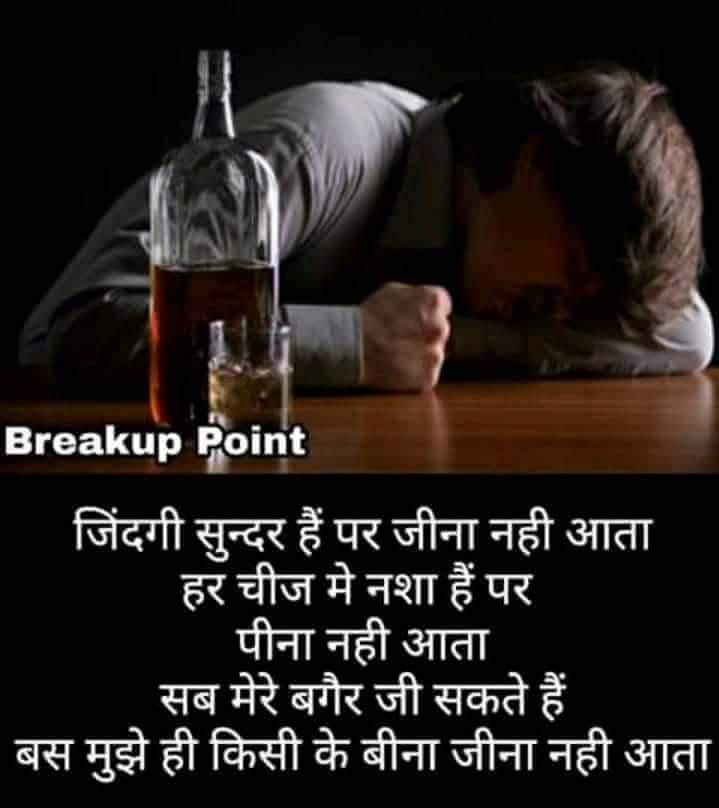 Breakup Point
जिंदगी सुन्दर हैं पर जीना नही आता
हर चीज मे नशा हैं पर
पीना नही आता
सब मेरे बगैर जी सकते हैं
बस मुझे ही किसी के बीना जीना नही आता